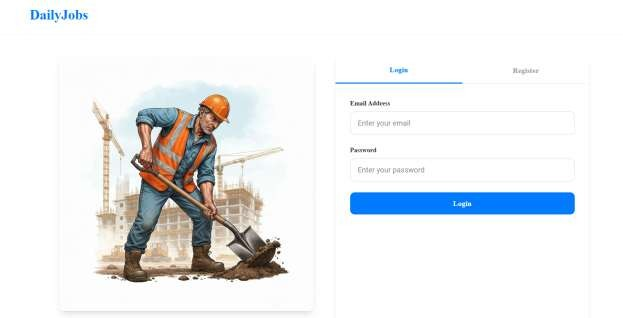 DailyJobs
Login Register
Email Address
Enter your email
Password
Enter your password
Login